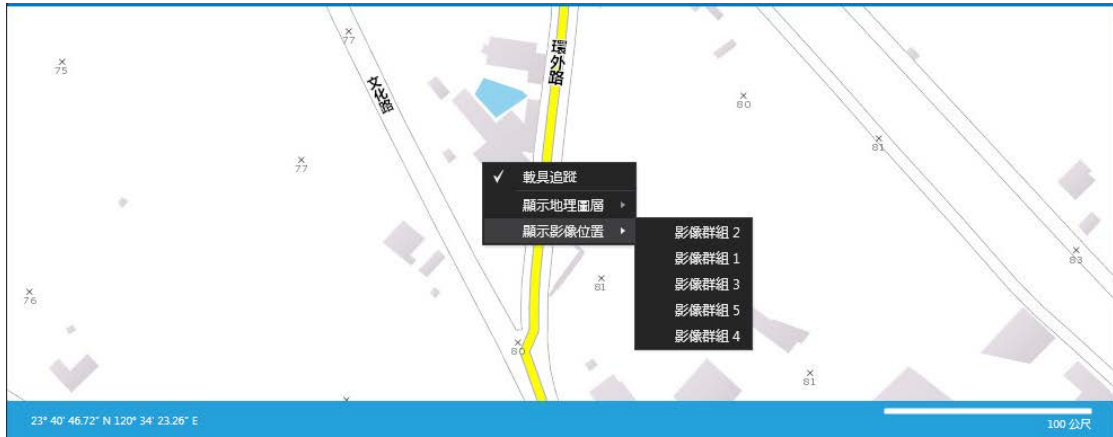 77
75
環外路
文化路
80
81
77
✓ 載具追蹤
顯示地理圖層
顯示影像位置
影像群組 2
影像群組 1
影像群組 3
影像群組 5
影像群組 4
83
81
76
80
81
23° 40' 46.72" N 120° 34' 23.26" E
100 公尺